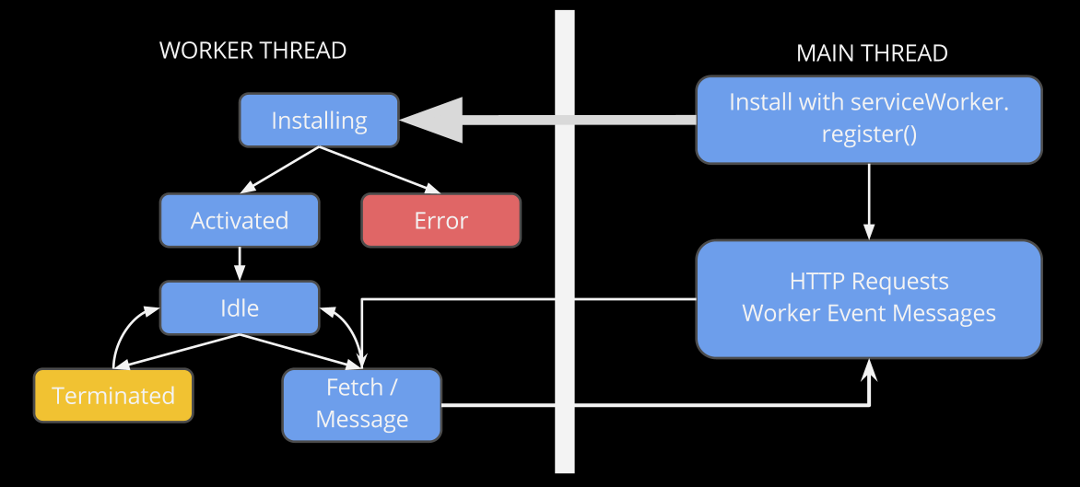 WORKER THREAD
MAIN THREAD
Installing
Install with serviceWorker.
register()
Activated
Error
Idle
HTTP Requests
Worker Event Messages
Terminated
Fetch /
Message